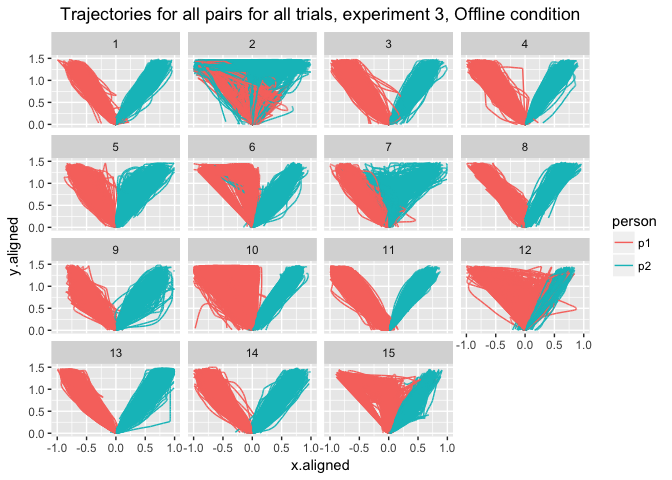 Trajectories for all pairs for all trials, experiment 3, Offline condition
1 2 3 4
1.5
1.0
0.5
0.0
5 6 7 8
1.5
1.0
0.5
0.0
y.aligned
person
p1
p2
9 10 11 12
1.5
1.0
0.5
0.0
-1.0 -0.5 0.0 0.5 1.0
13 14 15
1.5
1.0
0.5
0.0
-1.0 -0.5 0.0 0.5 1.0 -1.0 -0.5 0.0 0.5 1.0 -1.0 -0.5 0.0 0.5 1.0
x.aligned